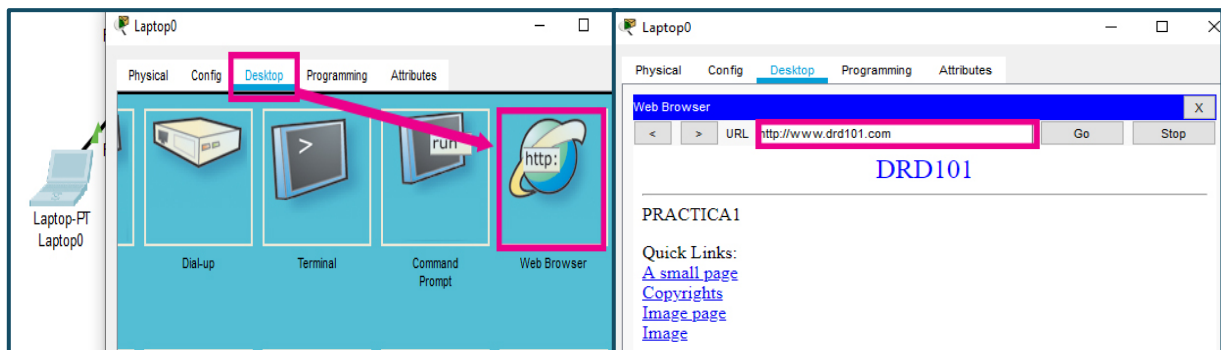 Laptop0
Physical Config Desktop Programming Attributes
>
run
http:
Dial-up Terminal Command Prompt Web Browser
Laptop-PT
Laptop0
Laptop0
Physical Config Desktop Programming Attributes
Web Browser X
< > URL http://www.drd101.com Go Stop
DRD101
PRACTICA1
Quick Links:
A small page
Copyrights
Image page
Image